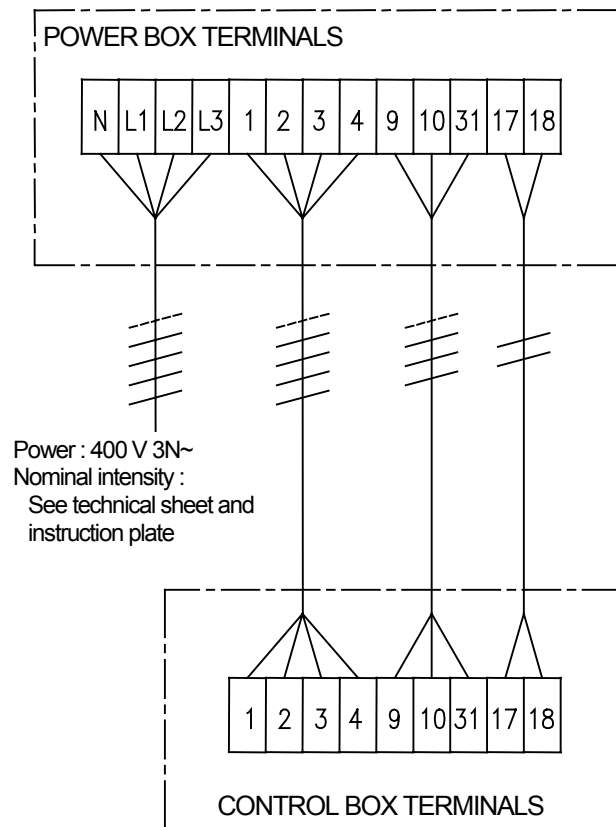 POWER BOX TERMINALS
N L1 L2 L3 1 2 3 4 9 10 31 17 18
Power : 400 V 3N~
Nominal intensity :
See technical sheet and
instruction plate
1 2 3 4 9 10 31 17 18
CONTROL BOX TERMINALS